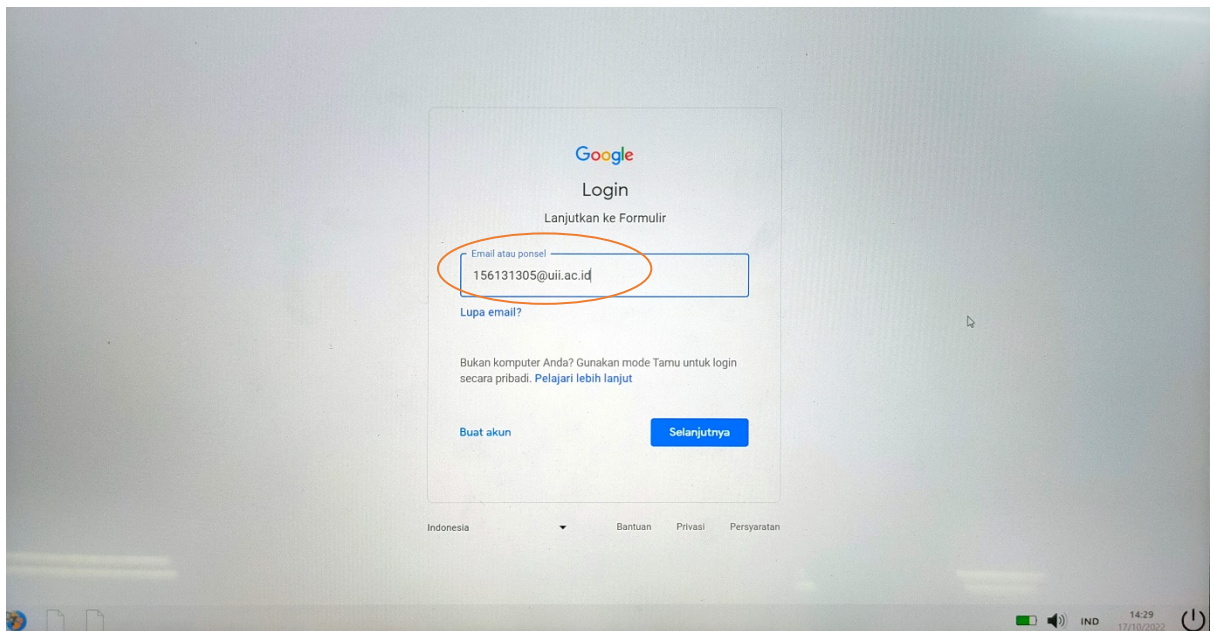 Google
Login
Lanjutkan ke Formulir
Email atau ponsel
156131305@uii.ac.id
Lupa email?
Bukan komputer Anda? Gunakan mode Tamu untuk login
secara pribadi. Pelajari lebih lanjut
Buat akun
Selanjutnya
Indonesia
Bantuan
Privasi
Persyaratan
IND
14:29
17/10/2022